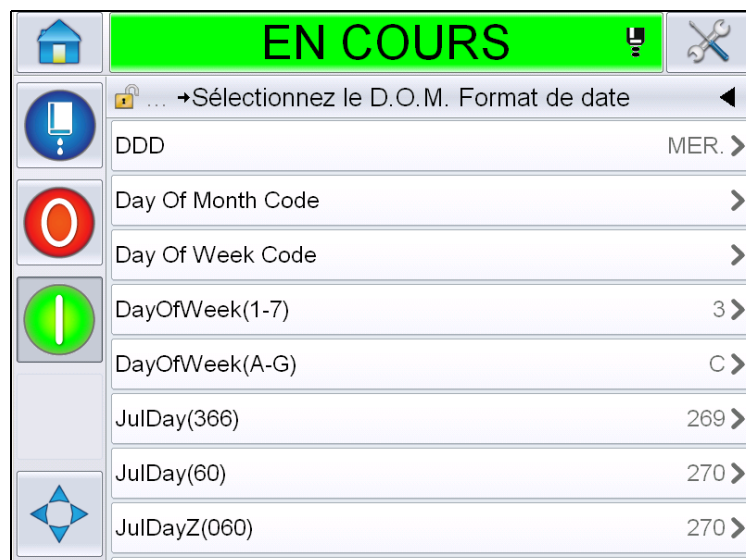 EN COURS
... →Sélectionnez le D.O.M. Format de date
DDD MER.
Day Of Month Code
Day Of Week Code
DayOfWeek(1-7) 3
DayOfWeek(A-G) C
JulDay(366) 269
JulDay(60) 270
JulDayZ(060) 270